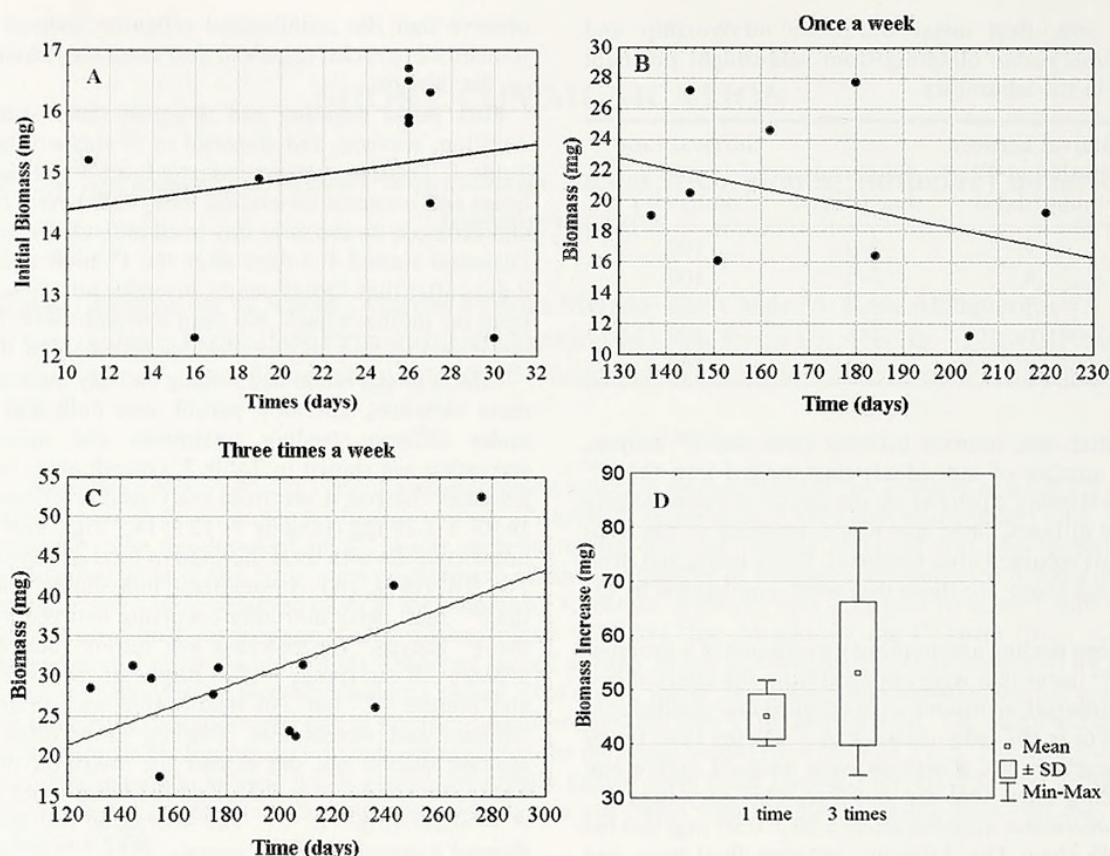 A
Initial Biomass (mg)
17
16
15
14
13
12
10 12 14 16 18 20 22 24 26 28 30 32
Times (days)
Once a week
B
Biomass (mg)
30
28
26
24
22
20
18
16
14
12
10
130 140 150 160 170 180 190 200 210 220 230
Time (days)
Three times a week
C
Biomass (mg)
55
50
45
40
35
30
25
20
15
120 140 160 180 200 220 240 260 280 300
Time (days)
D
Biomass Increase (mg)
90
80
70
60
50
40
30
1 time 3 times
Mean
± SD
Min-Max